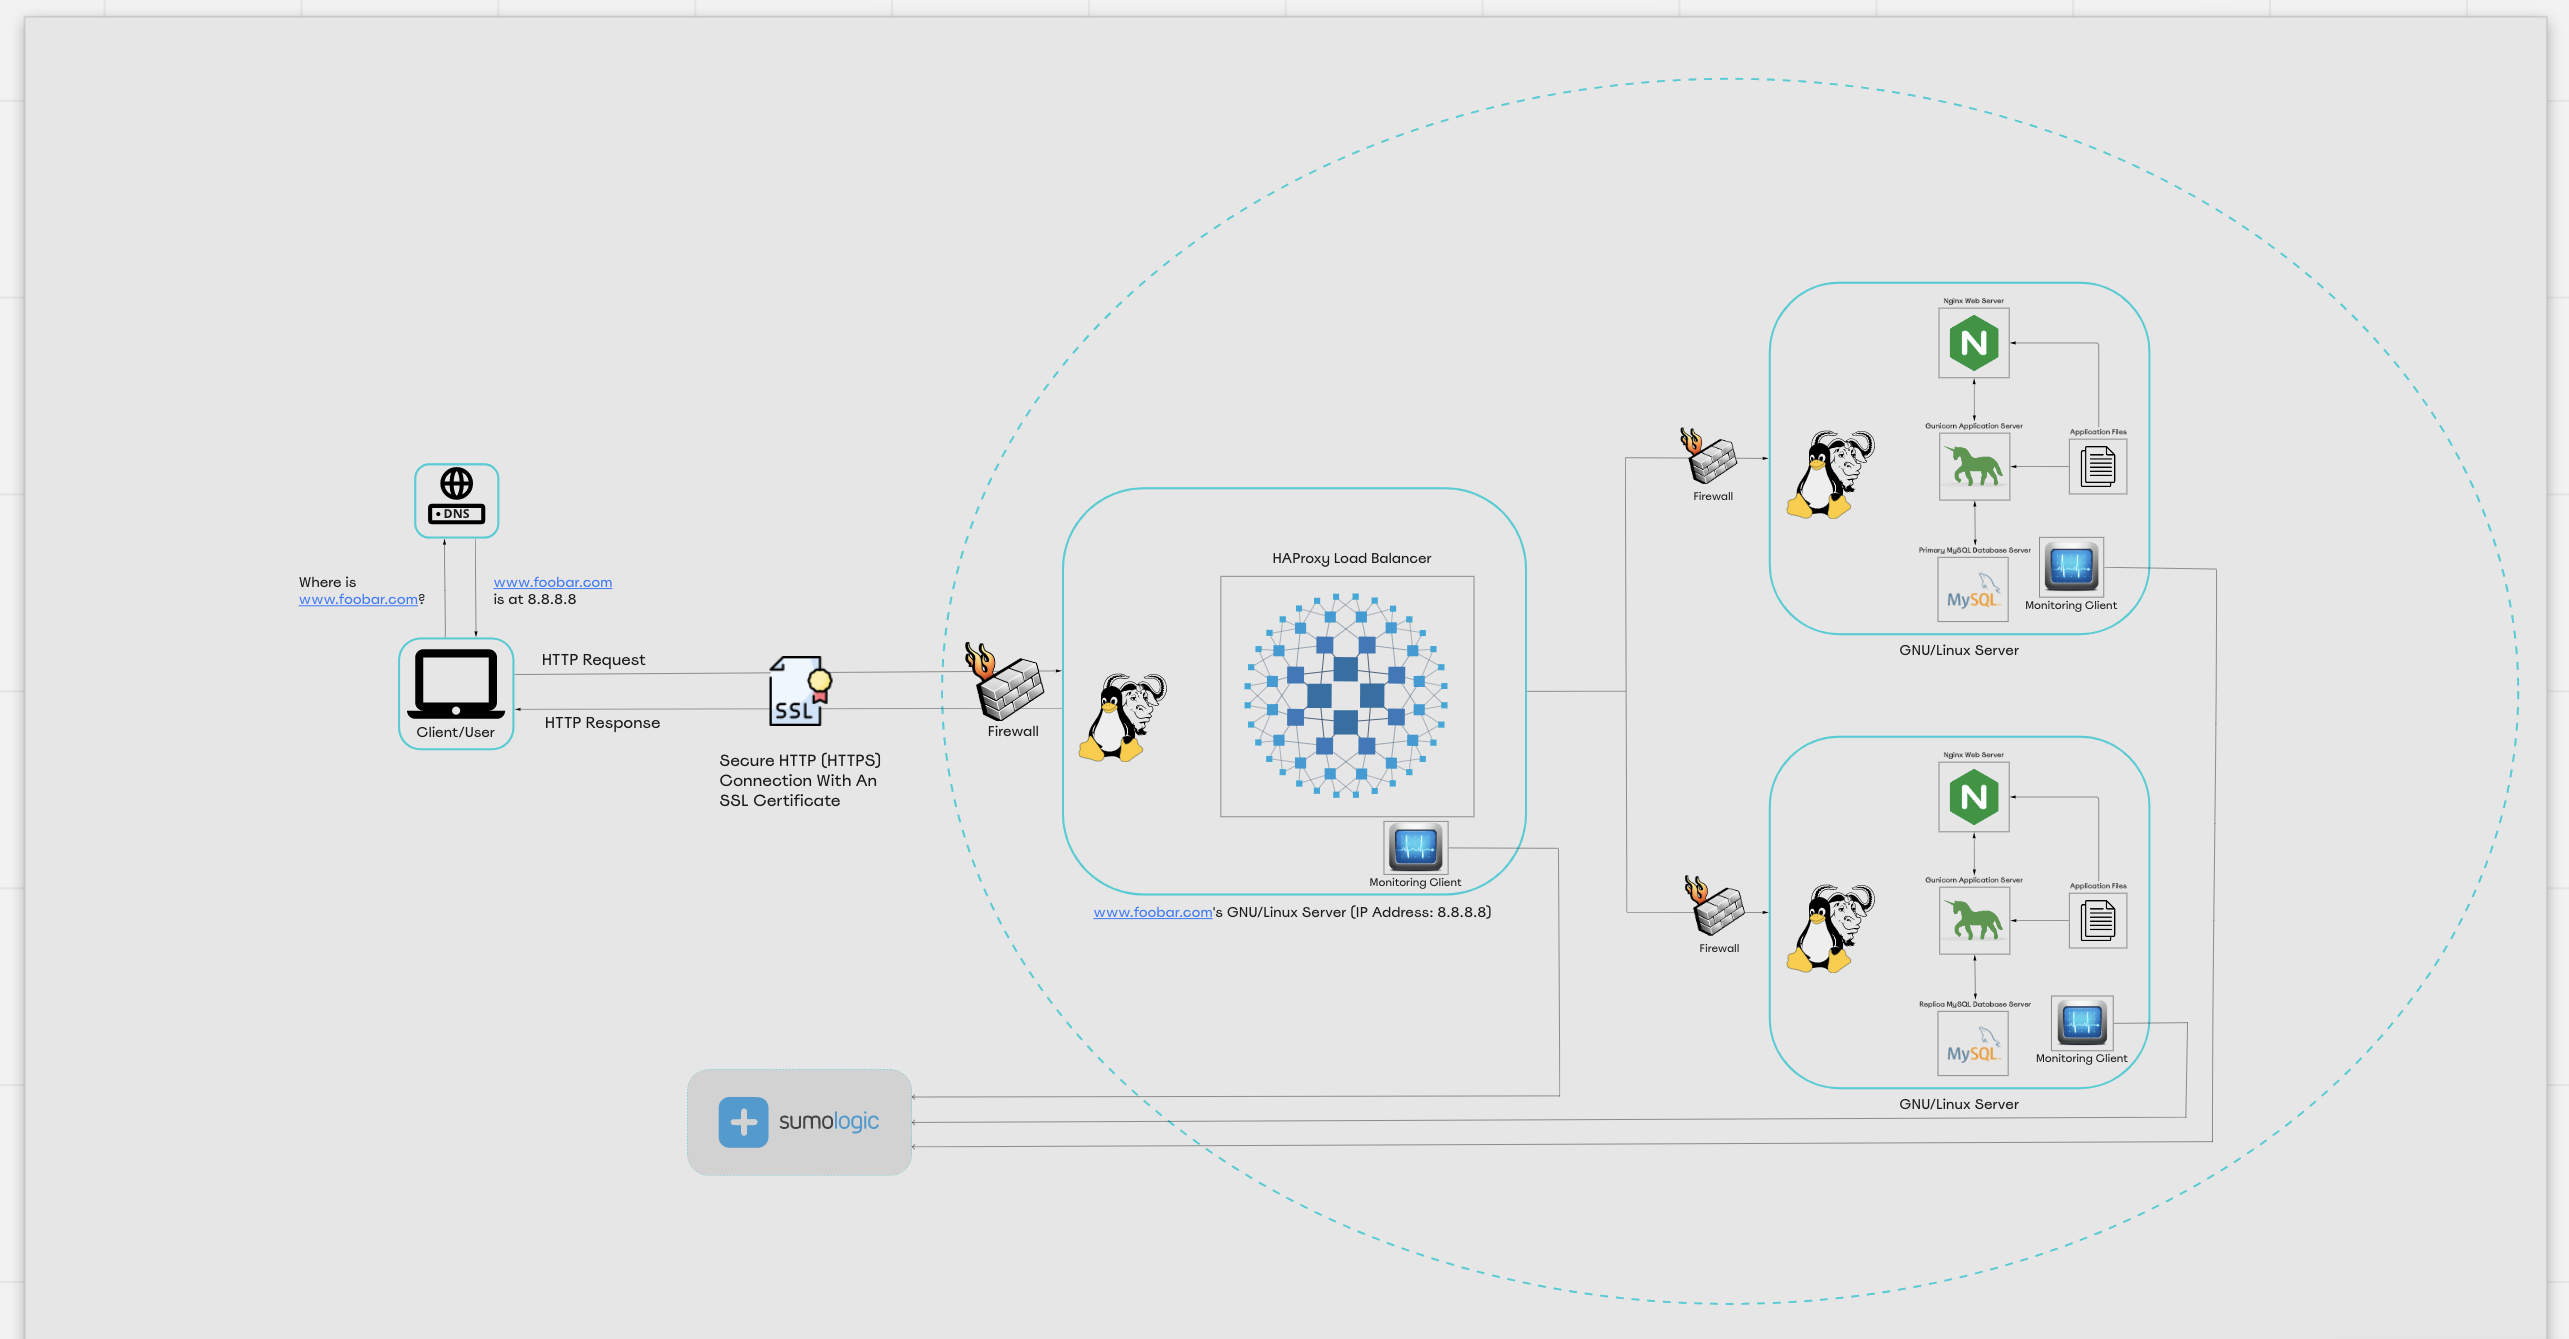 DNS
Where is
www.foobar.com?
www.foobar.com
is at 8.8.8.8
Client/User
HTTP Request
HTTP Response
SSL
Secure HTTP (HTTPS)
Connection With An
SSL Certificate
Firewall
HAProxy Load Balancer
Monitoring Client
www.foobar.com's GNU/Linux Server (IP Address: 8.8.8.8)
Firewall
Nginx Web Server
N
Gunicorn Application Server
Application Files
Primary MySQL Database Server
MySQL
Monitoring Client
GNU/Linux Server
Firewall
Nginx Web Server
N
Gunicorn Application Server
Application Files
Replica MySQL Database Server
MySQL
Monitoring Client
GNU/Linux Server
sumologic